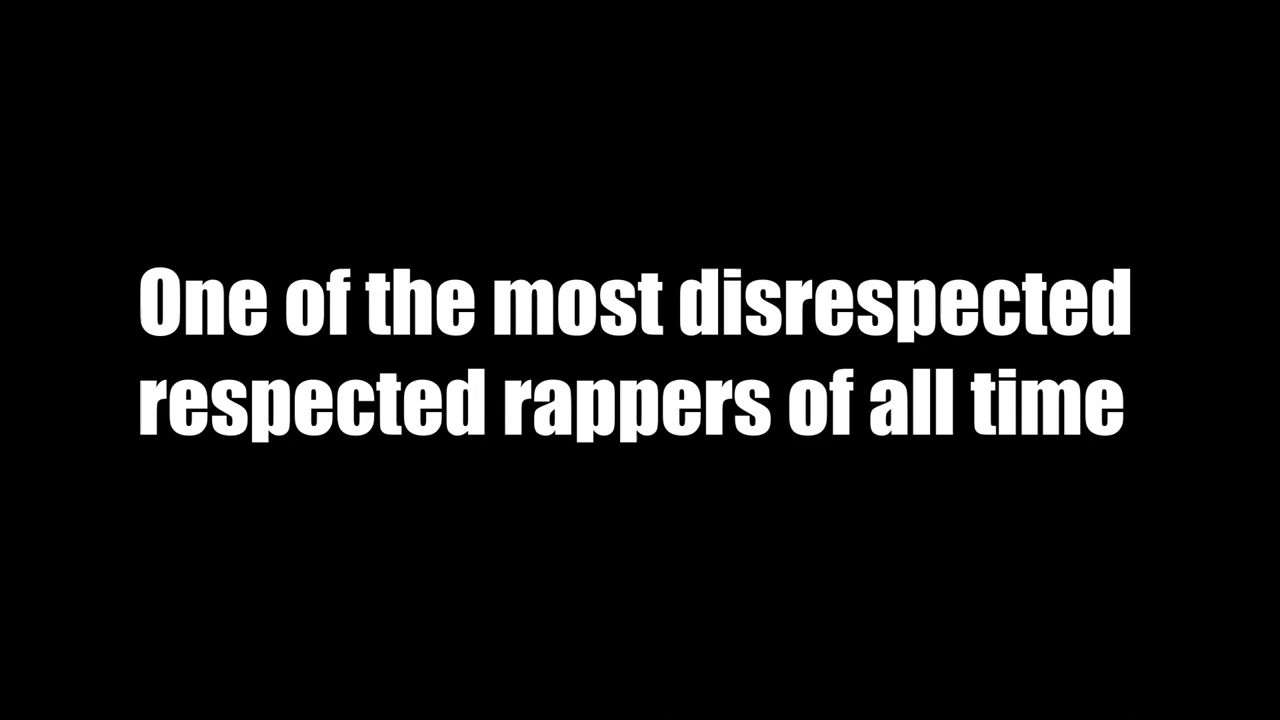 One of the most disrespected
respected rappers of all time